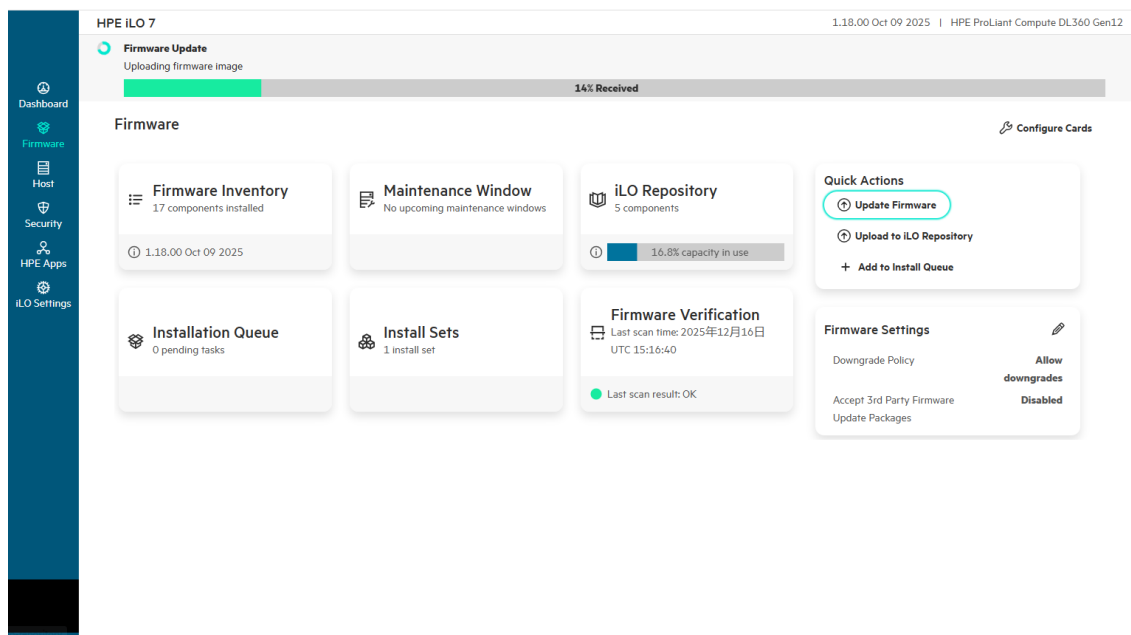 HPE iLO 7
1.18.00 Oct 09 2025 | HPE ProLiant Compute DL360 Gen12
Firmware Update
Uploading firmware image
14% Received
Dashboard
Firmware
Host
Security
HPE Apps
iLO Settings
Firmware
Configure Cards
Firmware Inventory
17 components installed
1.18.00 Oct 09 2025
Maintenance Window
No upcoming maintenance windows
iLO Repository
5 components
16.8% capacity in use
Installation Queue
0 pending tasks
Install Sets
1 install set
Firmware Verification
Last scan time: 2025年12月16日
UTC 15:16:40
Last scan result: OK
Quick Actions
Update Firmware
Upload to iLO Repository
Add to Install Queue
Firmware Settings
Downgrade Policy
Allow
downgrades
Accept 3rd Party Firmware
Update Packages
Disabled